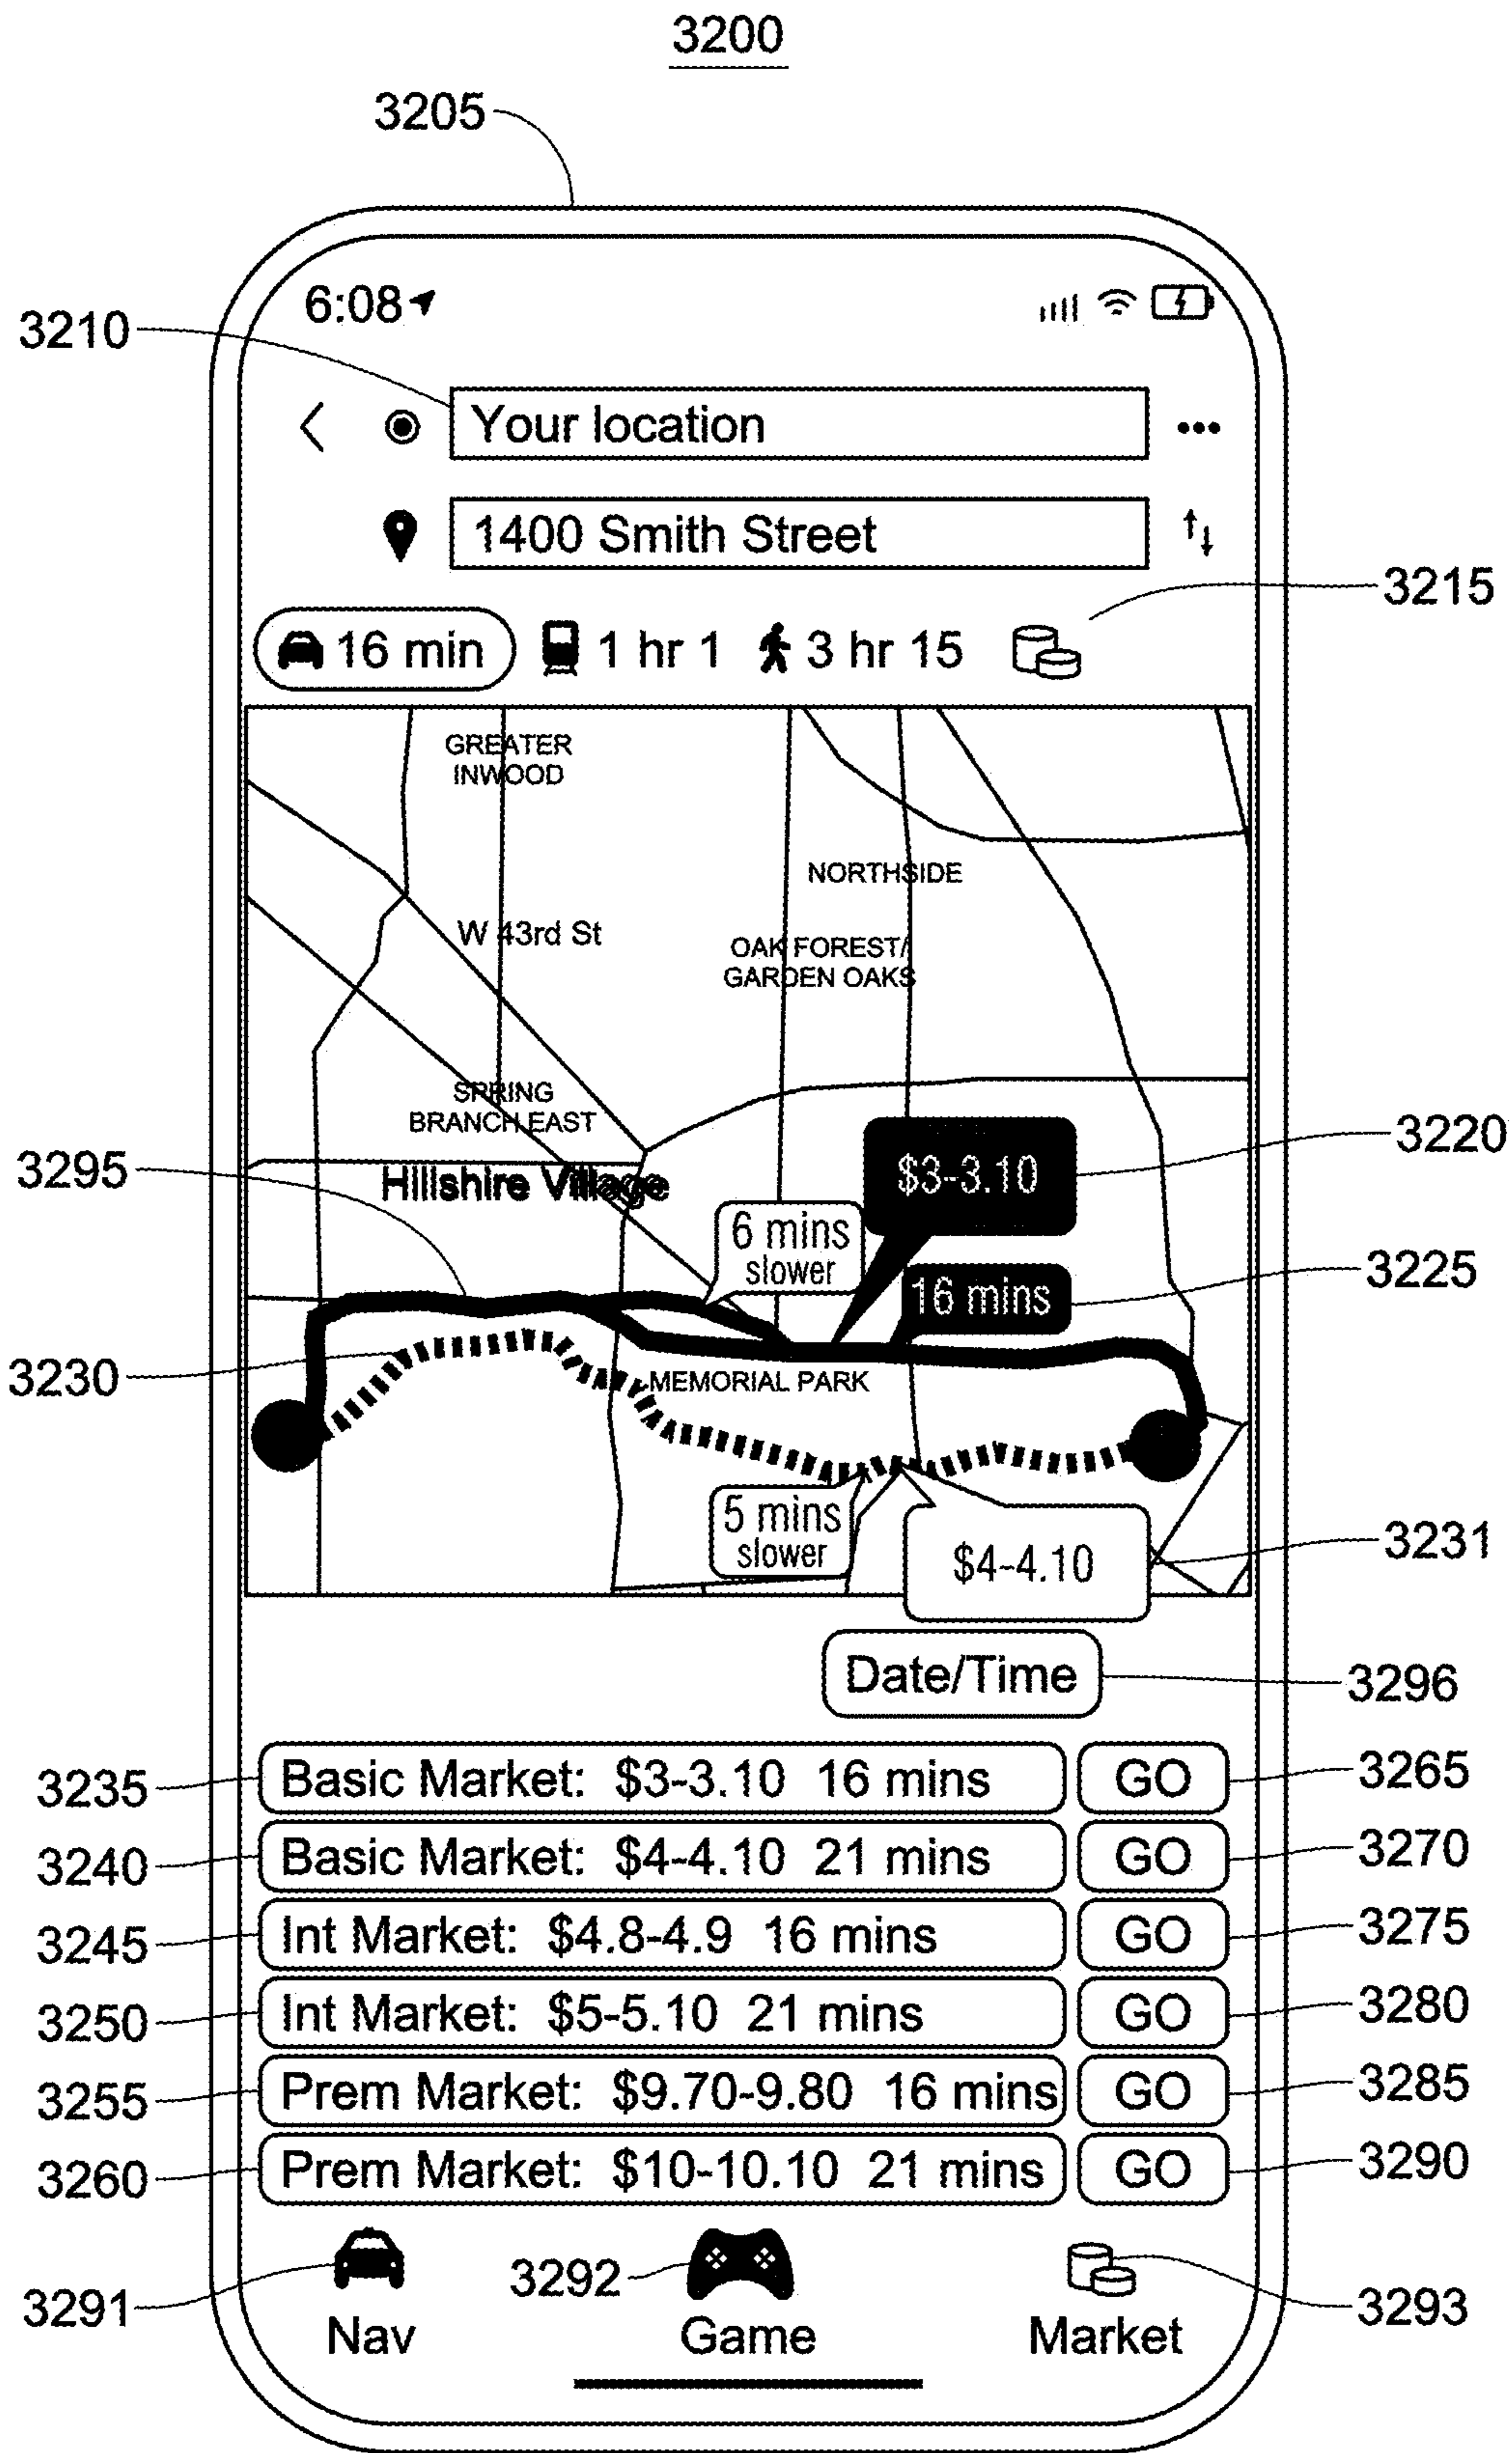 3200
3205
6:08
3210
Your location
1400 Smith Street
3215
16 min 1 hr 1 3 hr 15
GREATER
INWOOD
NORTHSIDE
W 43rd St
OAK FOREST/
GARDEN OAKS
SPRING
BRANCH EAST
3220
$3-3.10
3295
Hillshire Village
6 mins
slower
3225
16 mins
3230
MEMORIAL PARK
5 mins
slower
$4-4.10
3231
Date/Time
3296
3235 Basic Market: $3-3.10 16 mins GO 3265
3240 Basic Market: $4-4.10 21 mins GO 3270
3245 Int Market: $4.8-4.9 16 mins GO 3275
3250 Int Market: $5-5.10 21 mins GO 3280
3255 Prem Market: $9.70-9.80 16 mins GO 3285
3260 Prem Market: $10-10.10 21 mins GO 3290
3291 3292 3293
Nav Game Market